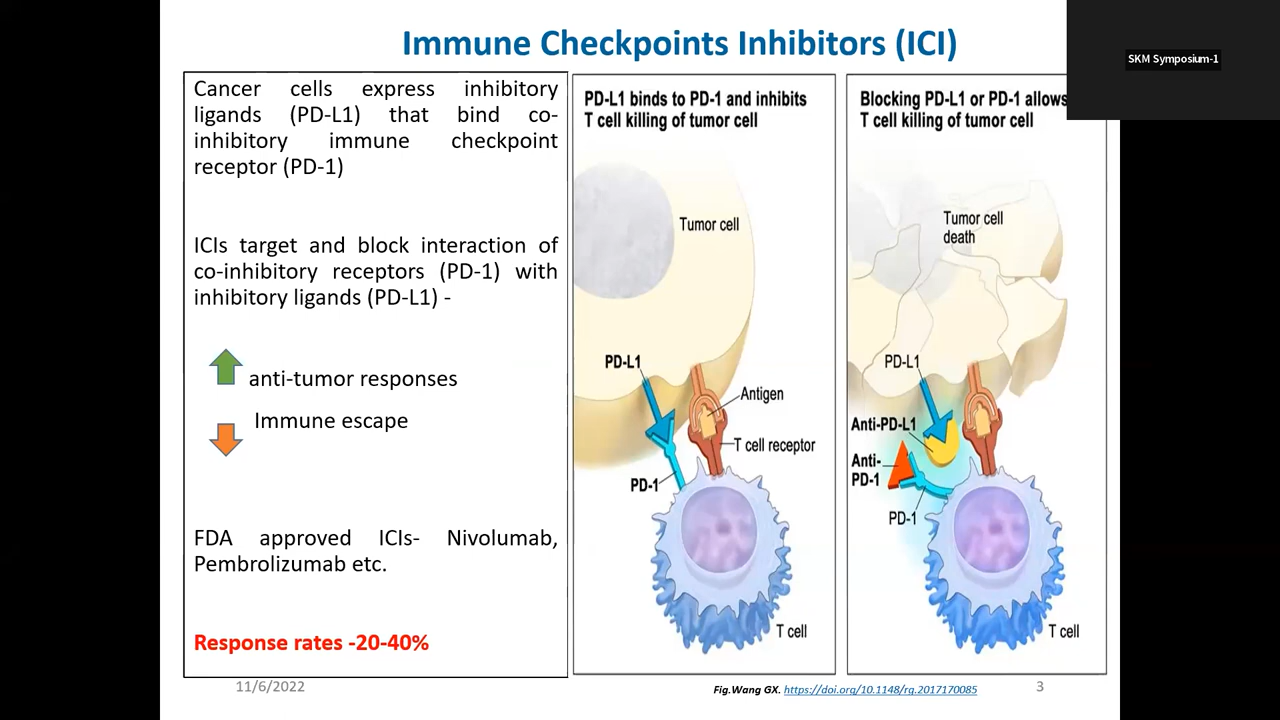 Immune Checkpoints Inhibitors (ICI)
SKM Symposium-1
Cancer cells express inhibitory
ligands (PD-L1) that bind co-
inhibitory immune checkpoint
receptor (PD-1)
ICIs target and block interaction of
co-inhibitory receptors (PD-1) with
inhibitory ligands (PD-L1) -
anti-tumor responses
Immune escape
FDA approved ICIs- Nivolumab,
Pembrolizumab etc.
Response rates -20-40%
PD-L1 binds to PD-1 and inhibits
T cell killing of tumor cell
Tumor cell
PD-L1
Antigen
T cell receptor
PD-1
T cell
Blocking PD-L1 or PD-1 allows
T cell killing of tumor cell
Tumor cell
death
PD-L1
Anti-PD-L1
Anti-
PD-1
PD-1
T cell
11/6/2022
Fig.Wang GX. https://doi.org/10.1148/rg.2017170085
3